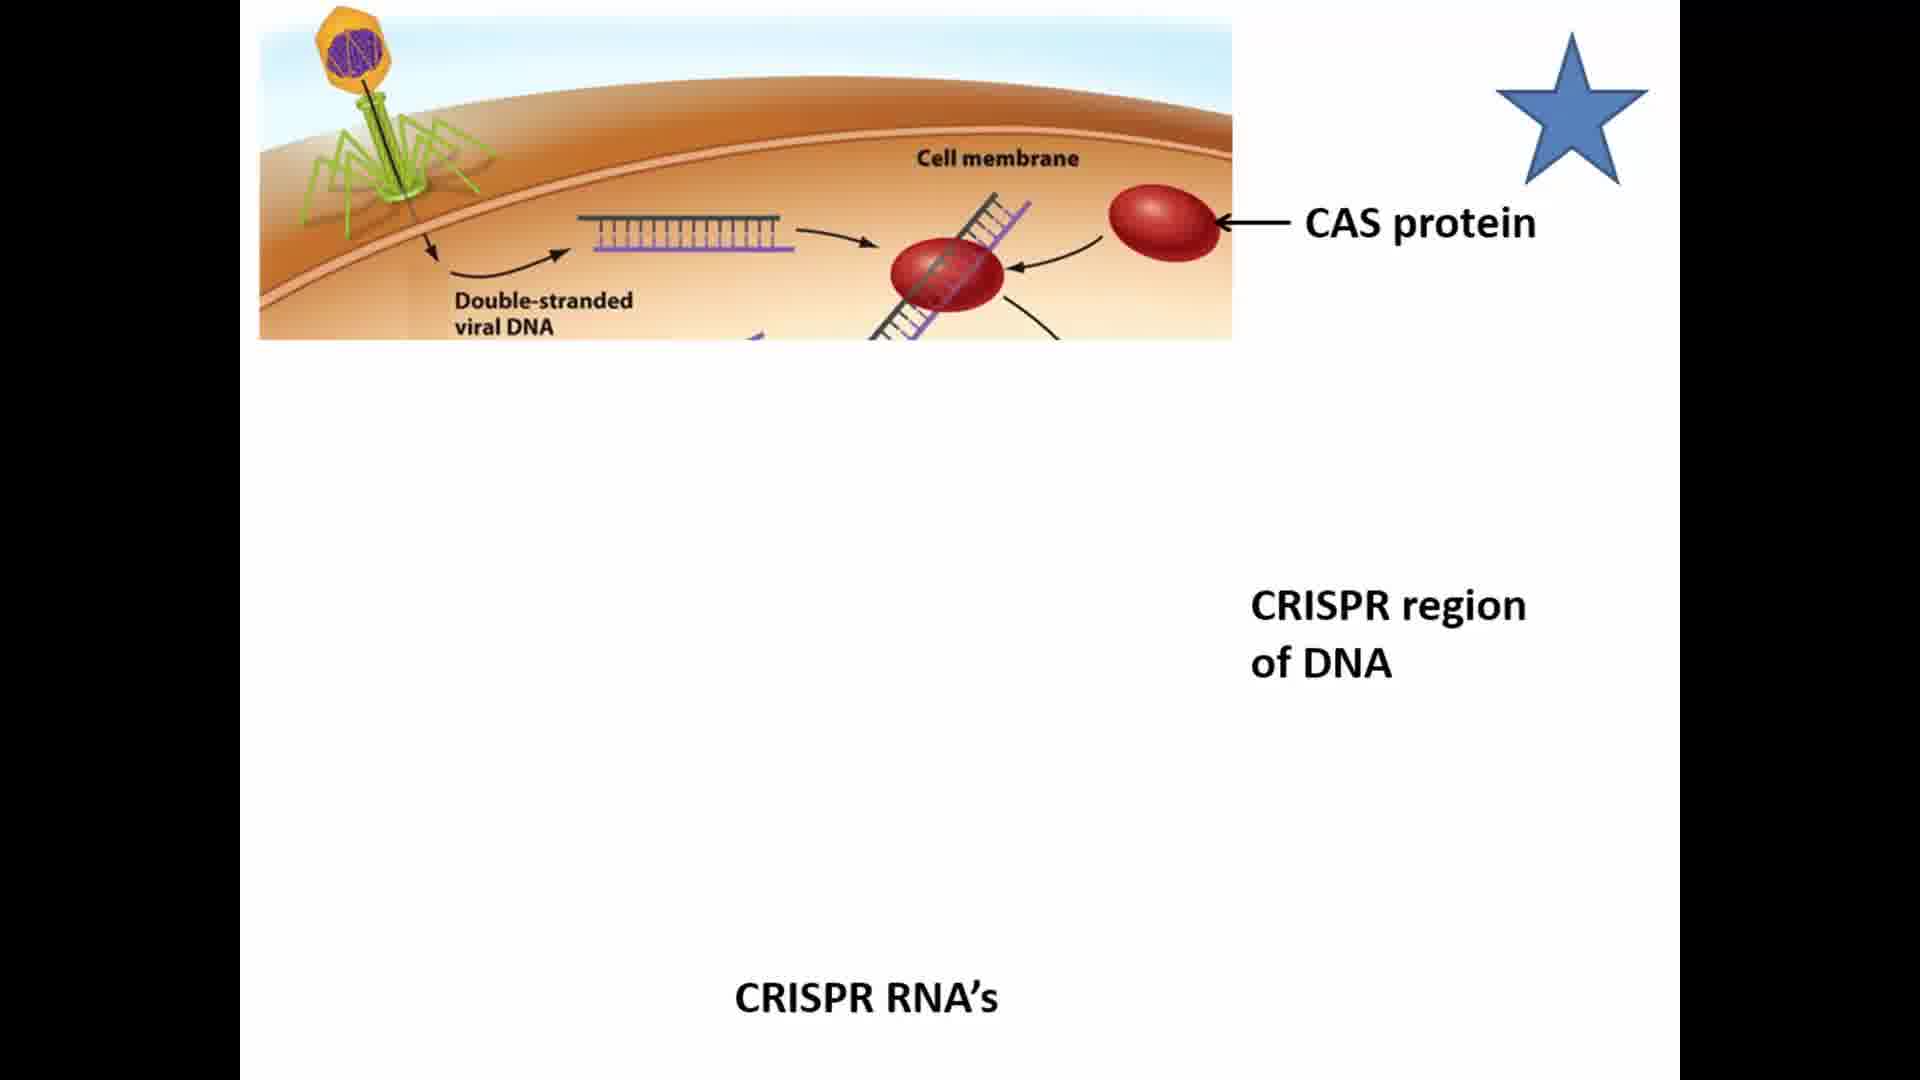 Cell membrane
CAS protein
Double-stranded
viral DNA
CRISPR region
of DNA
CRISPR RNA’s